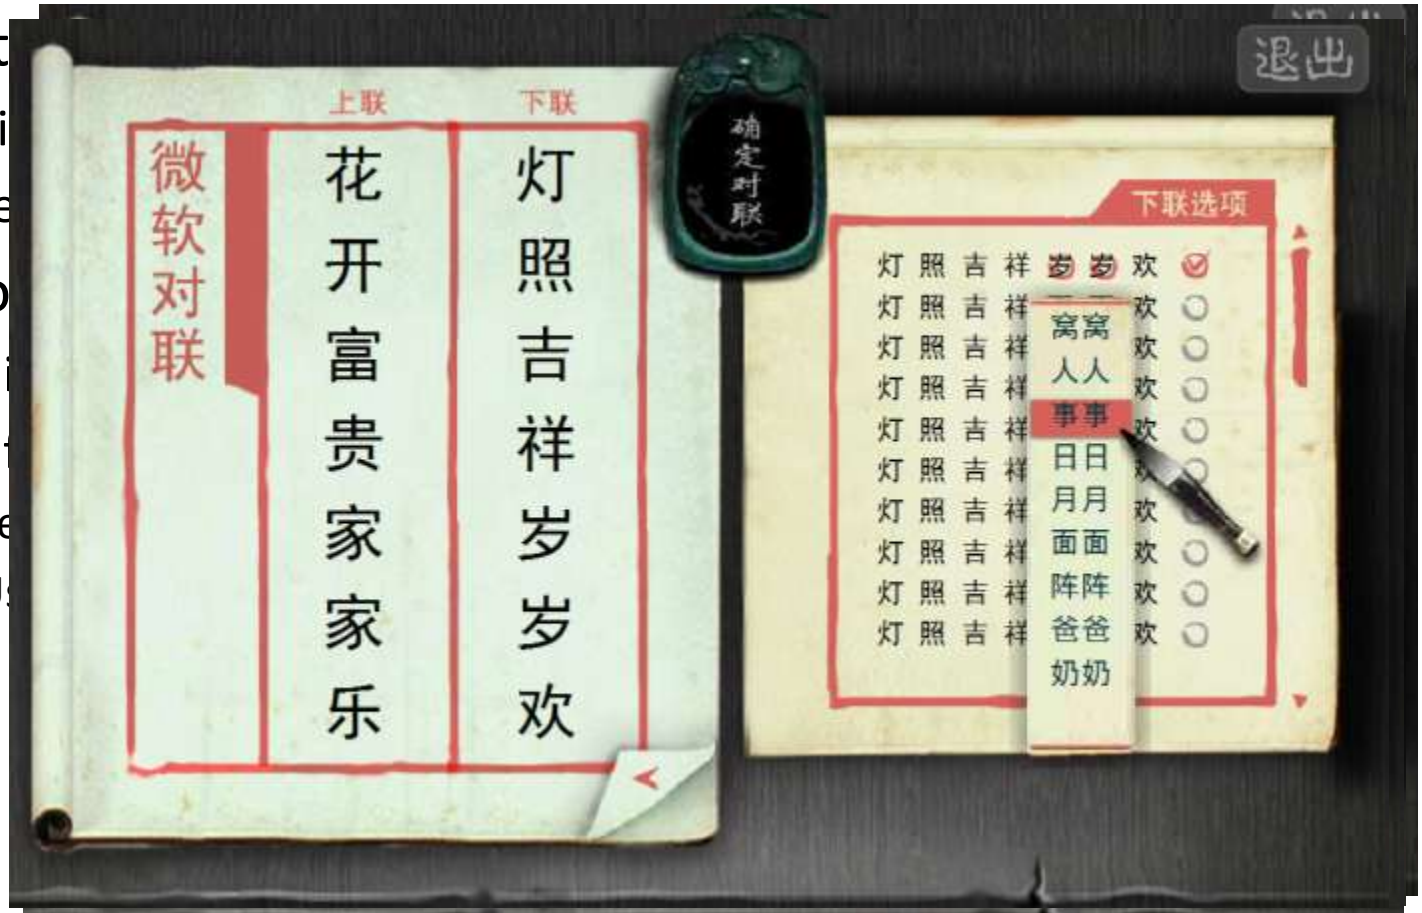 退出
上联
下联
微软对联
花开富贵家家乐
灯照吉祥岁岁欢
确定对联
下联选项
灯照吉祥岁岁欢
灯照吉祥 欢
灯照吉祥 欢
灯照吉祥 欢
灯照吉祥 欢
灯照吉祥
灯照吉祥 欢
灯照吉祥 欢
灯照吉祥 欢
灯照吉祥 欢
窝窝
人人
事事
日日
月月
面面
阵阵
爸爸
奶奶